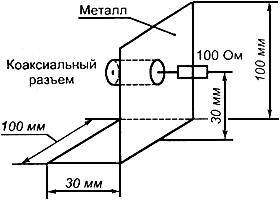 Металл
Коаксиальный
разъем
100 Ом
100 мм
30 мм
30 мм
100 мм